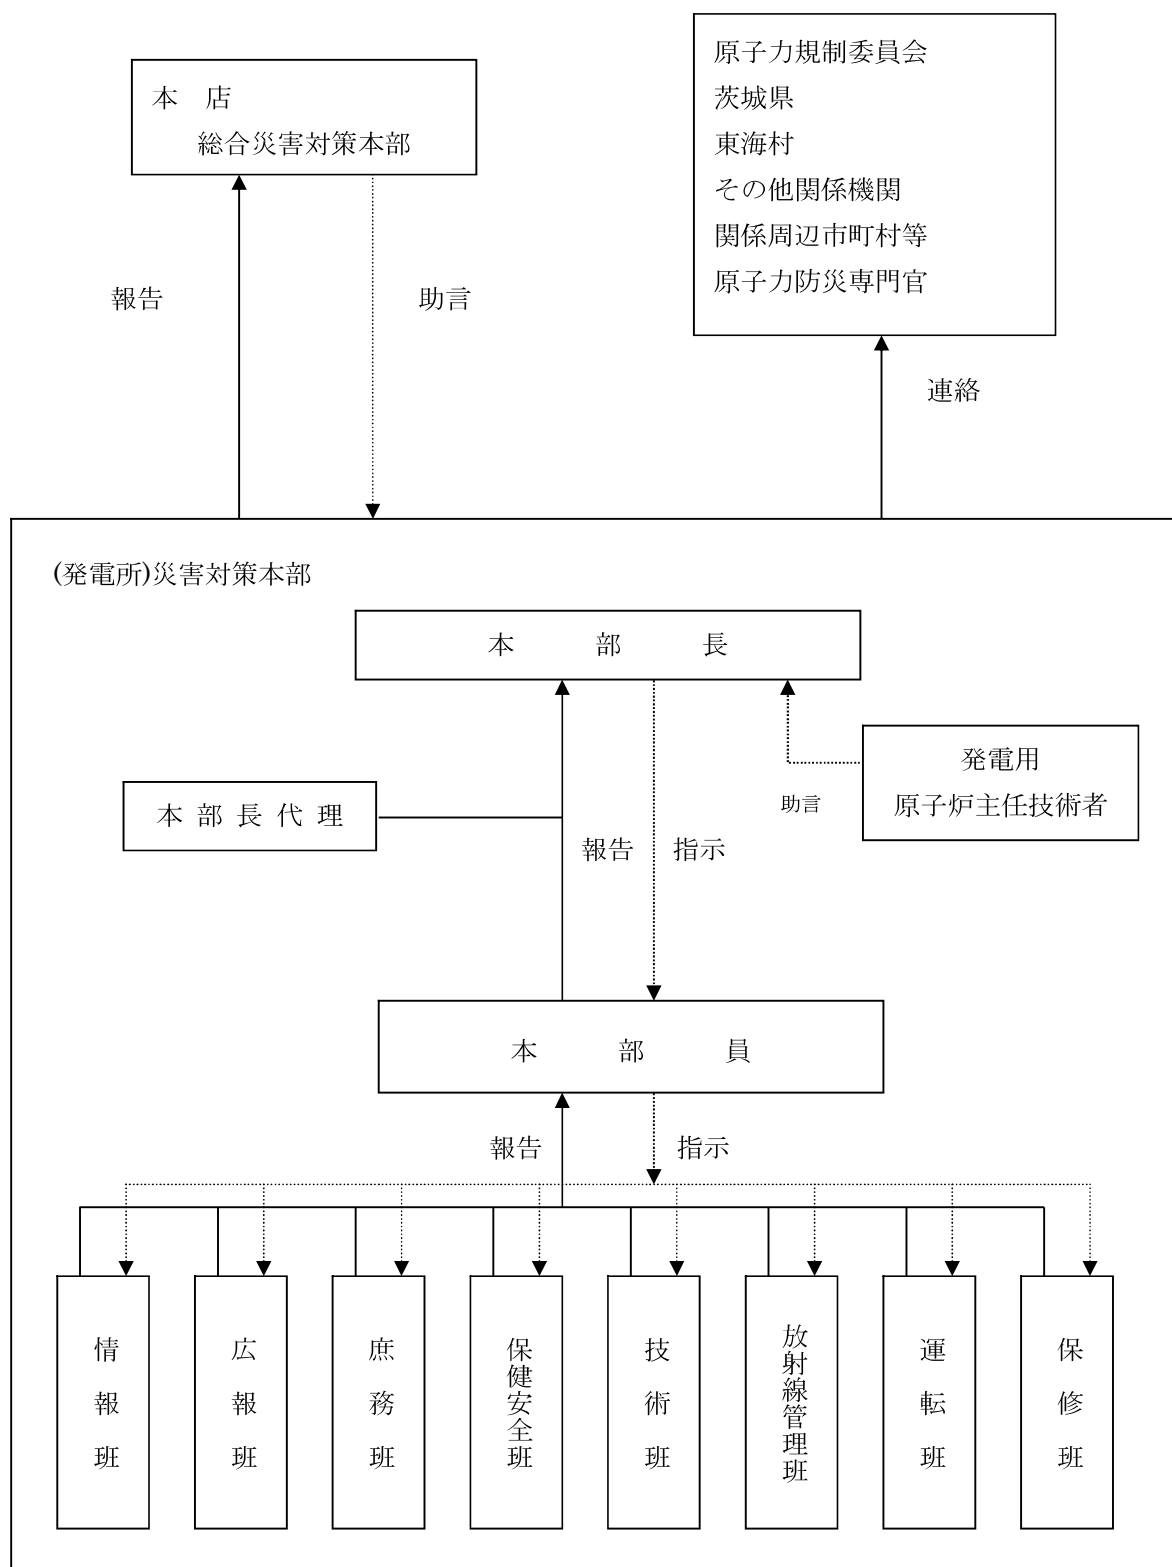 本　店
総合災害対策本部
原子力規制委員会
茨城県
東海村
その他関係機関
関係周辺市町村等
原子力防災専門官
報告
助言
連絡
(発電所)災害対策本部
本　部　長
発電用
原子炉主任技術者
助言
本部長代理
報告
指示
本　部　員
報告
指示
情報班
広報班
庶務班
保健安全班
技術班
放射線管理班
運転班
保修班